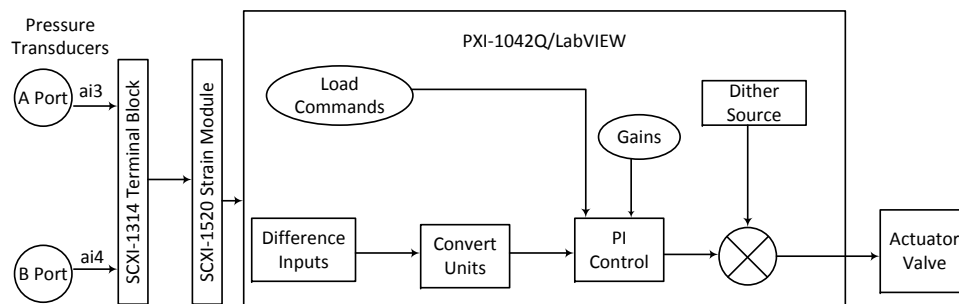 Pressure
Transducers
A Port
ai3
B Port
ai4
SCXI-1314 Terminal Block
SCXI-1520 Strain Module
PXI-1042Q/LabVIEW
Load
Commands
Gains
Dither
Source
Difference
Inputs
Convert
Units
PI
Control
Actuator
Valve